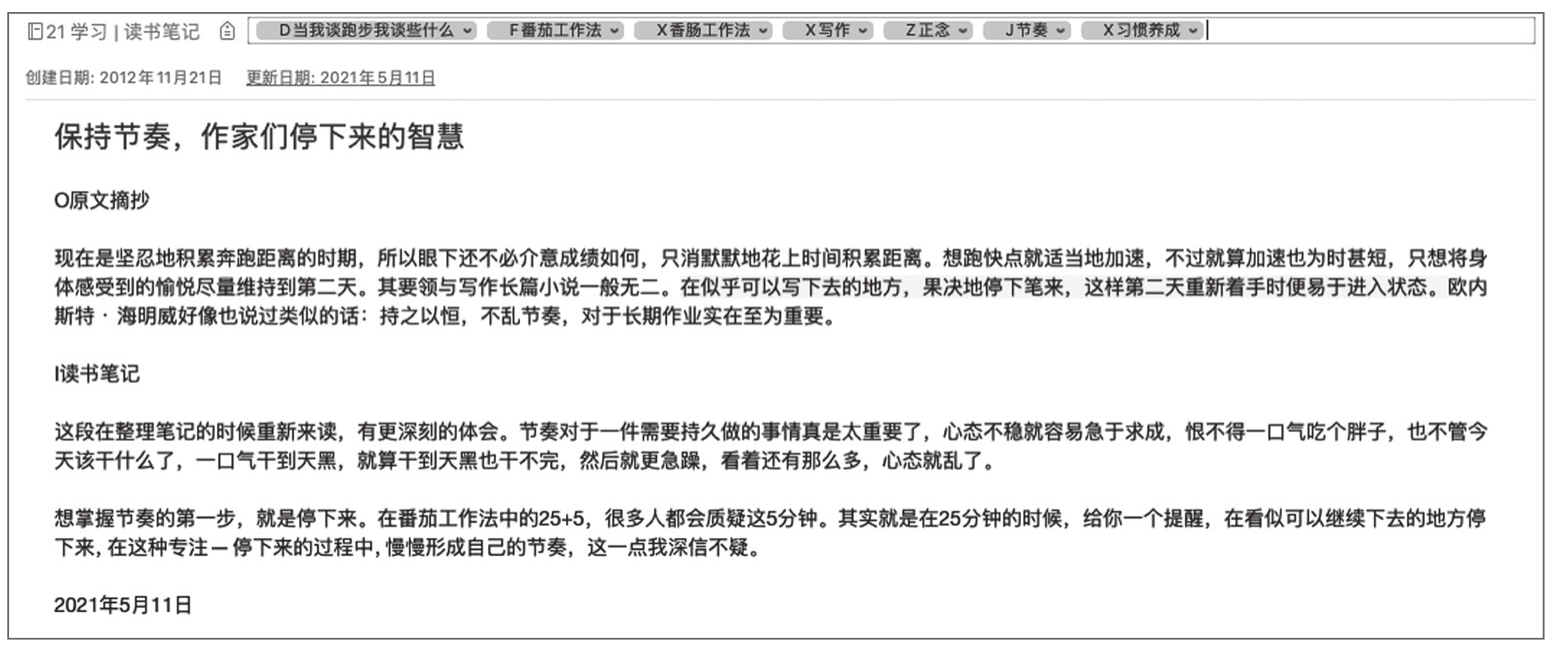 21 学习 | 读书笔记 D当我谈跑步我谈些什么 F番茄工作法 X香肠工作法 X写作 Z正念 J节奏 X习惯养成
创建日期: 2012年11月21日 更新日期: 2021年5月11日
保持节奏，作家们停下来的智慧
O原文摘抄
现在是坚忍地积累奔跑距离的时期，所以眼下还不必介意成绩如何，只消默默地花上时间积累距离。想跑快点就适当地加速，不过就算加速也为时甚短，只想将身
体感受到的愉悦尽量维持到第二天。其要领与写作长篇小说一般无二。在似乎可以写下去的地方，果决地停下笔来，这样第二天重新着手时便易于进入状态。欧内
斯特 · 海明威好像也说过类似的话：持之以恒，不乱节奏，对于长期作业实在至为重要。
I读书笔记
这段在整理笔记的时候重新来读，有更深刻的体会。节奏对于一件需要持久做的事情真是太重要了，心态不稳就容易急于求成，恨不得一口气吃个胖子，也不管今
天该干什么了，一口气干到天黑，就算干到天黑也干不完，然后就更急躁，看着还有那么多，心态就乱了。
想掌握节奏的第一步，就是停下来。在番茄工作法中的25+5，很多人都会质疑这5分钟。其实就是在25分钟的时候，给你一个提醒，在看似可以继续下去的地方停
下来, 在这种专注 — 停下来的过程中, 慢慢形成自己的节奏，这一点我深信不疑。
2021年5月11日